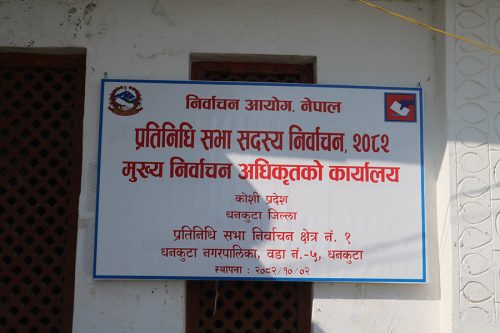 निर्वाचन आयोग, नेपाल
प्रतिनिधि सभा सदस्य निर्वाचन, २०८२
मुख्य निर्वाचन अधिकृतको कार्यालय
कोशी प्रदेश
धनकुटा जिल्ला
प्रतिनिधि सभा निर्वाचन क्षेत्र नं. १
धनकुटा नगरपालिका, वडा नं.-५, धनकुटा
स्थापना : २०८२/१०/०२